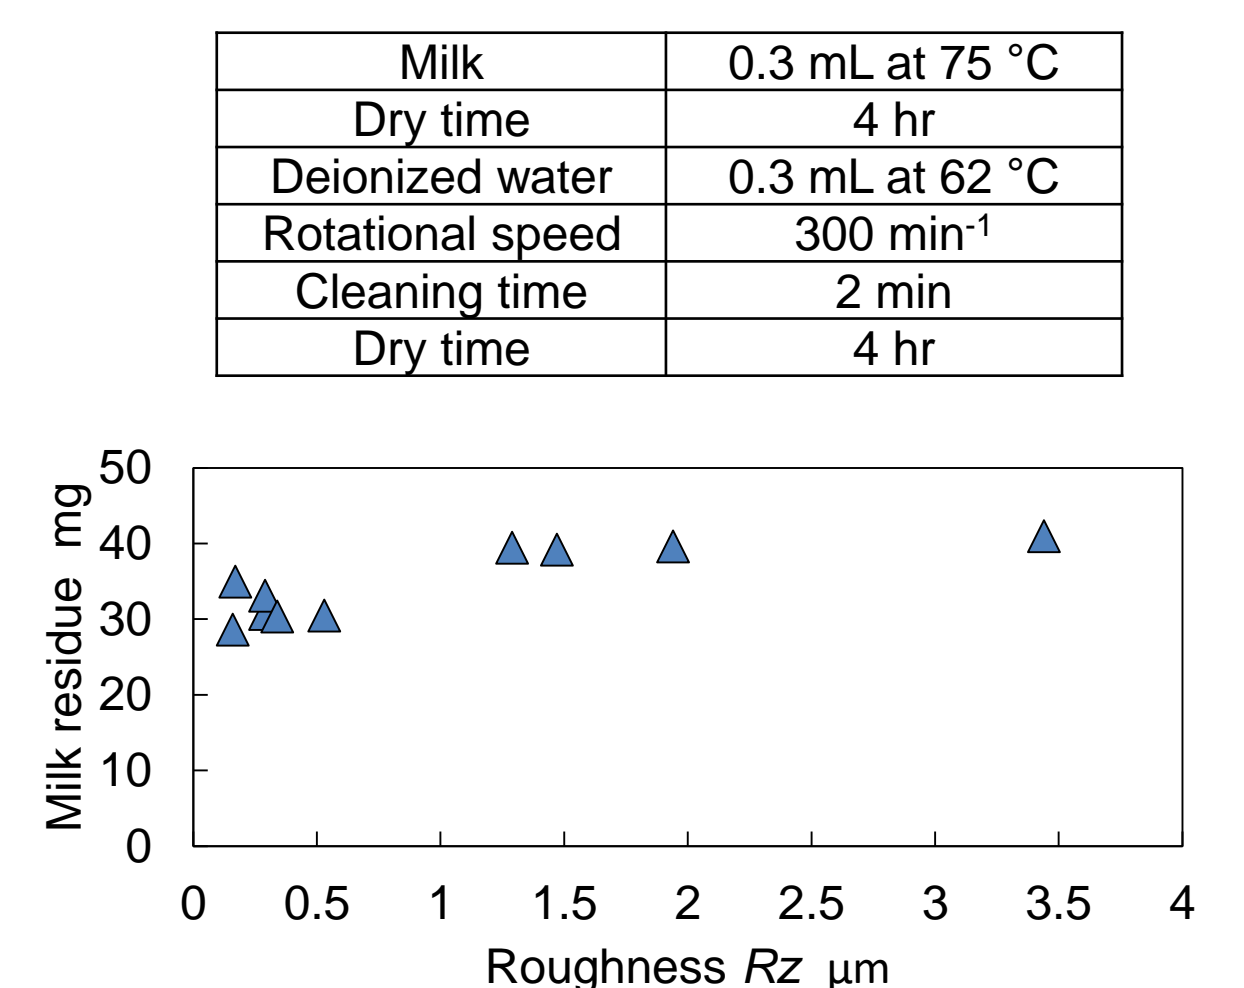 Milk 0.3 mL at 75 °C
Dry time 4 hr
Deionized water 0.3 mL at 62 °C
Rotational speed 300 min-1
Cleaning time 2 min
Dry time 4 hr
50
40
30
20
10
0
Milk residue mg
0 0.5 1 1.5 2 2.5 3 3.5 4
Roughness Rz µm